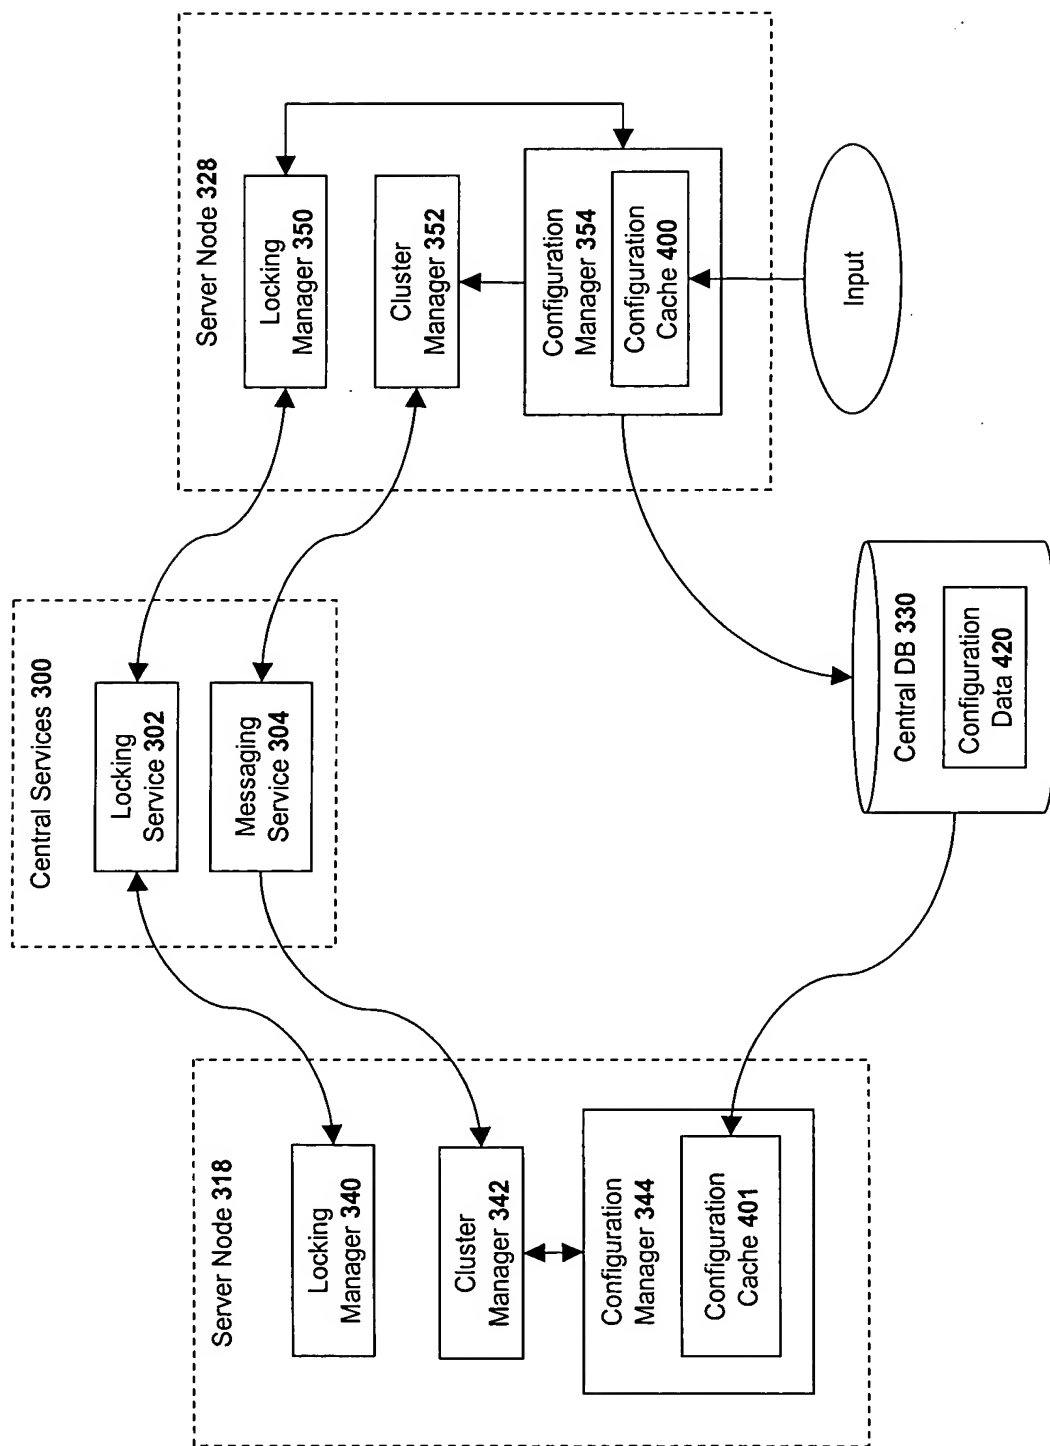 Central Services 300
Locking
Service 302
Messaging
Service 304
Server Node 318
Locking
Manager 340
Cluster
Manager 342
Configuration
Manager 344
Configuration
Cache 401
Server Node 328
Locking
Manager 350
Cluster
Manager 352
Configuration
Manager 354
Configuration
Cache 400
Central DB 330
Configuration
Data 420
Input